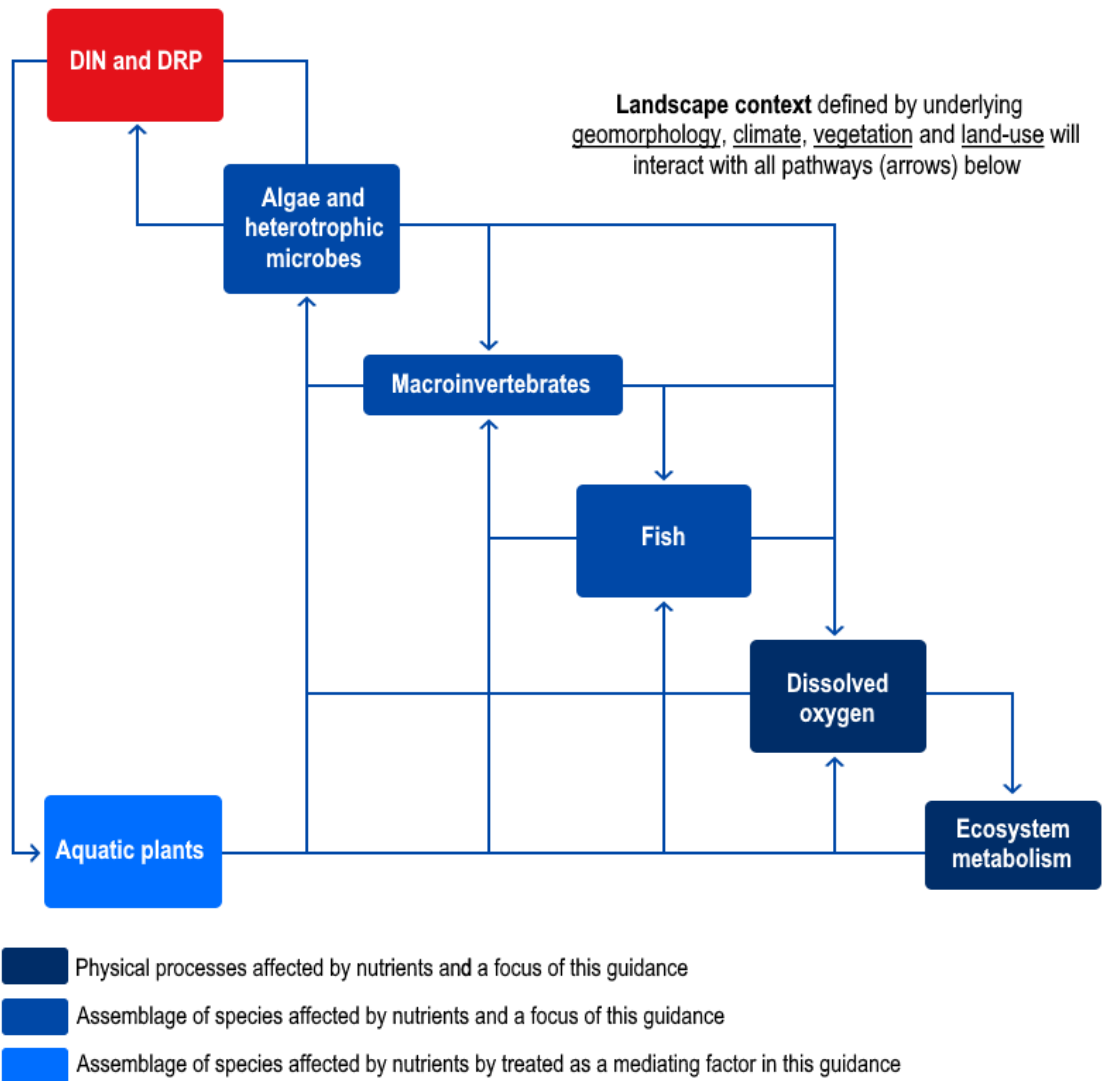 DIN and DRP
Landscape context defined by underlying
geomorphology, climate, vegetation and land-use will
interact with all pathways (arrows) below
Algae and
heterotrophic
microbes
Macroinvertebrates
Fish
Dissolved
oxygen
Aquatic plants
Ecosystem
metabolism
Physical processes affected by nutrients and a focus of this guidance
Assemblage of species affected by nutrients and a focus of this guidance
Assemblage of species affected by nutrients by treated as a mediating factor in this guidance